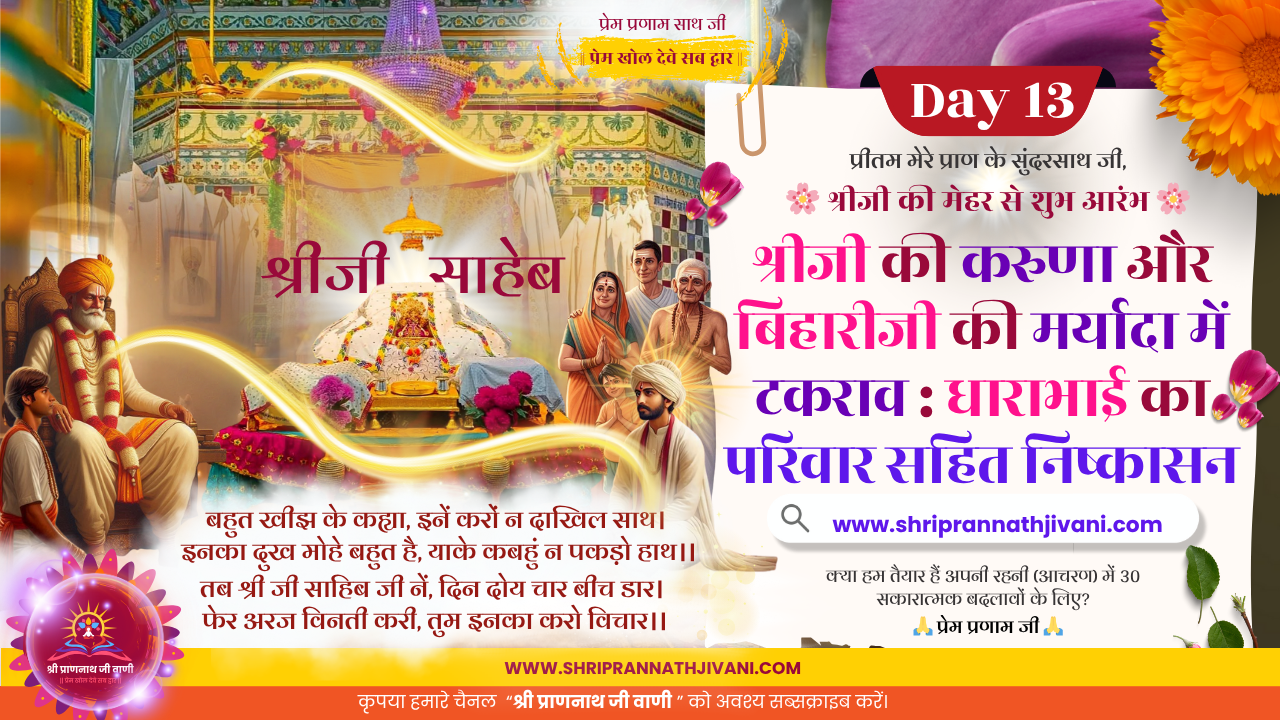 प्रेम प्रणाम साथ जी
॥ प्रेम खोल देवे सब द्वार ॥
Day 13
प्रीतम मेरे प्राण के सुंदरसाथ जी,
🌸 श्रीजी की मेहर से शुभ आरंभ 🌸
श्रीजी की करुणा और
बिहारीजी की मर्यादा में
टकराव : धाराभाई का
परिवार सहित निष्कासन
www.shriprannathjivani.com
क्या हम तैयार हैं अपनी रहनी (आचरण) में 30
सकारात्मक बदलावों के लिए?
🙏 प्रेम प्रणाम जी 🙏
श्रीजी साहेब
बहुत खीझ के कह्या, इनें करों न दाखिल साथ।
इनका दुख मोहे बहुत है, याके कबहुं न पकड़ो हाथ।।
तब श्री जी साहिब जी नें, दिन दोय चार बीच डार।
फेर अरज विनती करी, तुम इनका करो विचार।।
श्री प्राणनाथ जी वाणी
॥ प्रेम खोल देवे सब द्वार ॥
WWW.SHRIPRANNATHJIVANI.COM
कृपया हमारे चैनल “श्री प्राणनाथ जी वाणी ” को अवश्य सब्सक्राइब करें।